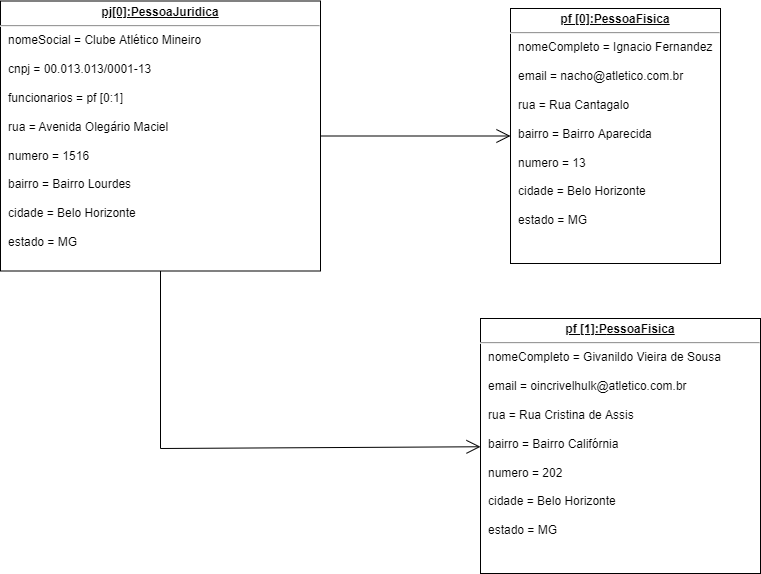 pj[0]:PessoaJuridica
nomeSocial = Clube Atlético Mineiro
cnpj = 00.013.013/0001-13
funcionarios = pf [0:1]
rua = Avenida Olegário Maciel
numero = 1516
bairro = Bairro Lourdes
cidade = Belo Horizonte
estado = MG
pf [0]:PessoaFisica
nomeCompleto = Ignacio Fernandez
email = nacho@atletico.com.br
rua = Rua Cantagalo
bairro = Bairro Aparecida
numero = 13
cidade = Belo Horizonte
estado = MG
pf [1]:PessoaFisica
nomeCompleto = Givanildo Vieira de Sousa
email = oincrivelhulk@atletico.com.br
rua = Rua Cristina de Assis
bairro = Bairro Califórnia
numero = 202
cidade = Belo Horizonte
estado = MG